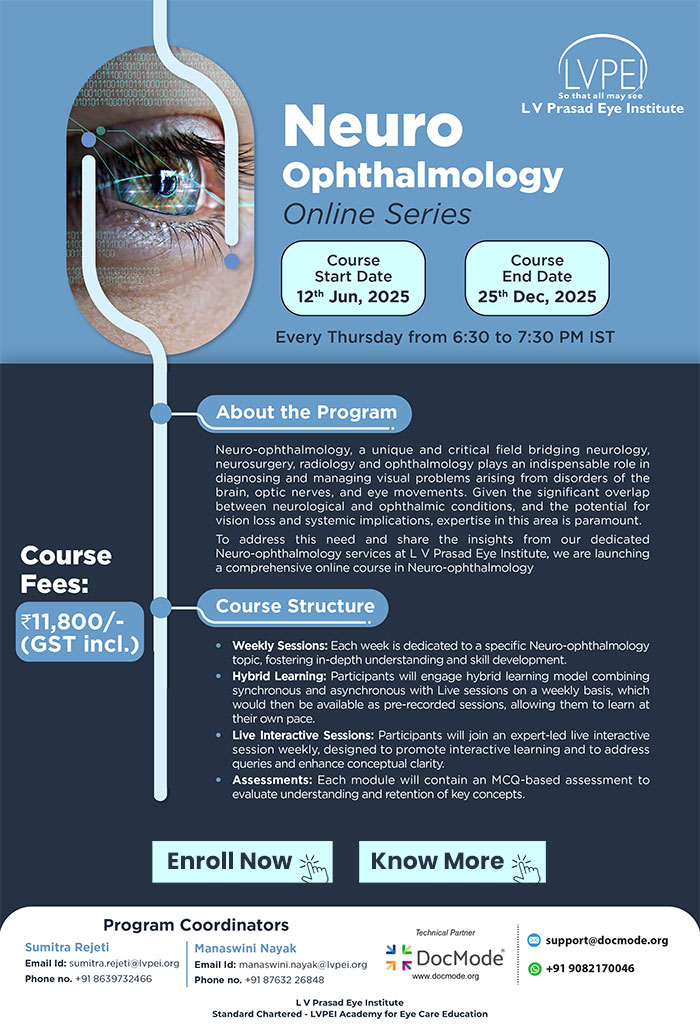 LVPEI
So that all may see
L V Prasad Eye Institute
Neuro
Ophthalmology
Online Series
Course
Start Date
12th Jun, 2025
Course
End Date
25th Dec, 2025
Every Thursday from 6:30 to 7:30 PM IST
About the Program
Neuro-ophthalmology, a unique and critical field bridging neurology,
neurosurgery, radiology and ophthalmology plays an indispensable role in
diagnosing and managing visual problems arising from disorders of the
brain, optic nerves, and eye movements. Given the significant overlap
between neurological and ophthalmic conditions, and the potential for
vision loss and systemic implications, expertise in this area is paramount.
To address this need and share the insights from our dedicated
Neuro-ophthalmology services at L V Prasad Eye Institute, we are launching
a comprehensive online course in Neuro-ophthalmology
Course
Fees:
₹11,800/-
(GST incl.)
Course Structure
• Weekly Sessions: Each week is dedicated to a specific Neuro-ophthalmology
topic, fostering in-depth understanding and skill development.
• Hybrid Learning: Participants will engage hybrid learning model combining
synchronous and asynchronous with Live sessions on a weekly basis, which
would then be available as pre-recorded sessions, allowing them to learn at
their own pace.
• Live Interactive Sessions: Participants will join an expert-led live interactive
session weekly, designed to promote interactive learning and to address
queries and enhance conceptual clarity.
• Assessments: Each module will contain an MCQ-based assessment to
evaluate understanding and retention of key concepts.
Enroll Now
Know More
Program Coordinators
Sumitra Rejeti
Email Id: sumitra.rejeti@lvpei.org
Phone no. +91 8639732466
Manaswini Nayak
Email Id: manaswini.nayak@lvpei.org
Phone no. +91 87632 26848
Technical Partner
DocMode®
www.docmode.org
support@docmode.org
+91 9082170046
L V Prasad Eye Institute
Standard Chartered - LVPEI Academy for Eye Care Education